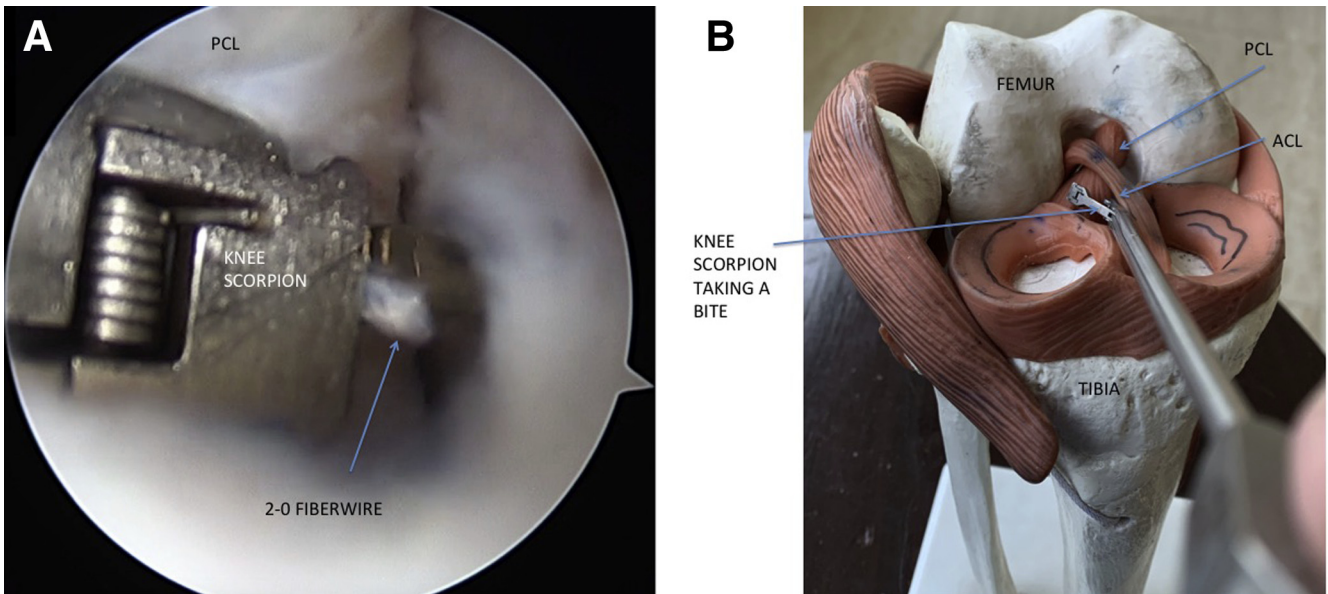 A
PCL
KNEE
SCORPION
2-0 FIBERWIRE
B
PCL
FEMUR
ACL
KNEE
SCORPION
TAKING A
BITE
TIBIA